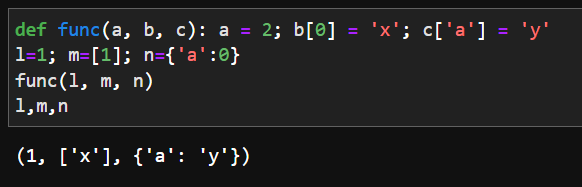 def func(a, b, c): a = 2; b[0] = 'x'; c['a'] = 'y'
l=1; m=[1]; n={'a':0}
func(l, m, n)
l,m,n
(1, ['x'], {'a': 'y'})